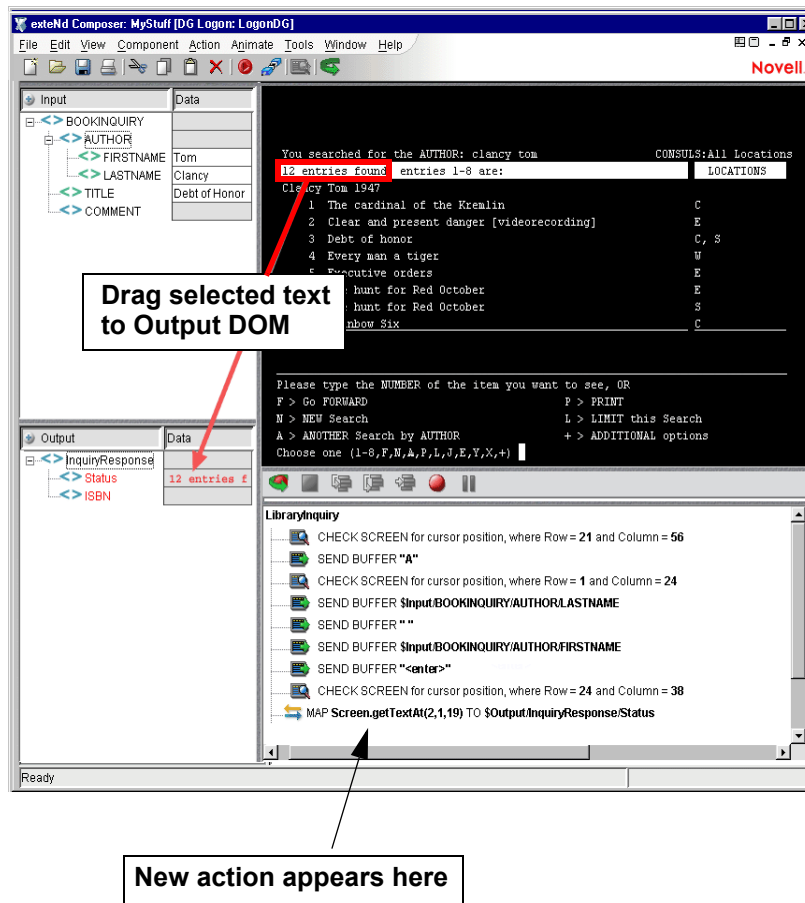 exteNd Composer: MyStuff [DG Logon: LogonDG]
File Edit View Component Action Animate Tools Window Help
Novell.
Input Data
BOOKINQUIRY
AUTHOR
FIRSTNAME Tom
LASTNAME Clancy
TITLE Debt of Honor
COMMENT
You searched for the AUTHOR: clancy tom CONSULS:All Locations
12 entries found entries 1-8 are: LOCATIONS
Clancy Tom 1947
1 The cardinal of the Kremlin C
2 Clear and present danger [videorecording] E
3 Debt of honor C, S
4 Every man a tiger W
5 Executive orders E
hunt for Red October E
hunt for Red October S
nbow Six C
Drag selected text
to Output DOM
Please type the NUMBER of the item you want to see, OR
F > Go FORWARD P > PRINT
N > NEW Search L > LIMIT this Search
A > ANOTHER Search by AUTHOR + > ADDITIONAL options
Choose one (1-8,F,N,A,P,L,J,E,Y,X,+)
Output Data
InquiryResponse
Status 12 entries f
ISBN
LibraryInquiry
CHECK SCREEN for cursor position, where Row = 21 and Column = 56
SEND BUFFER "A"
CHECK SCREEN for cursor position, where Row = 1 and Column = 24
SEND BUFFER $Input/BOOKINQUIRY/AUTHOR/LASTNAME
SEND BUFFER " "
SEND BUFFER $Input/BOOKINQUIRY/AUTHOR/FIRSTNAME
SEND BUFFER "<enter>"
CHECK SCREEN for cursor position, where Row = 24 and Column = 38
MAP Screen.getTextAt(2,1,19) TO $Output/InquiryResponse/Status
Ready
New action appears here